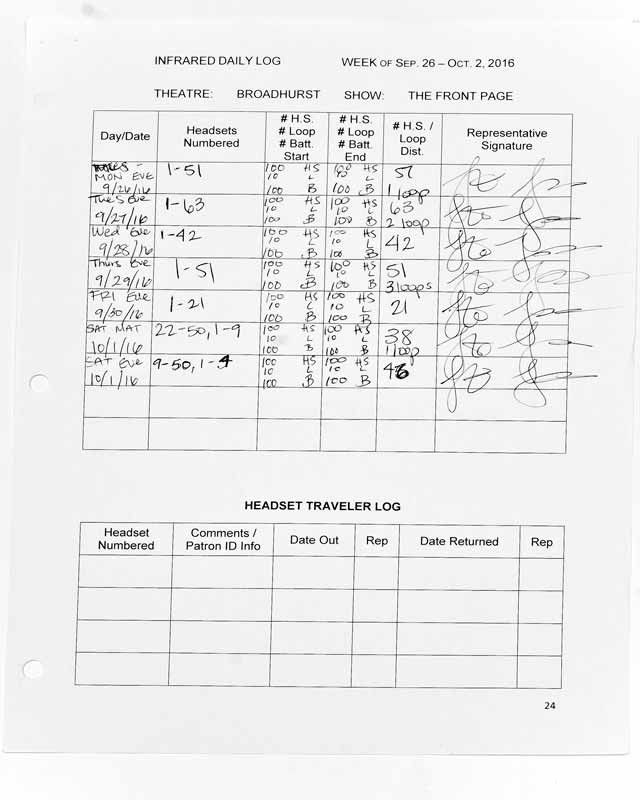 INFRARED DAILY LOG WEEK OF SEP. 26 – OCT. 2, 2016
THEATRE: BROADHURST SHOW: THE FRONT PAGE
Day/Date
Headsets
Numbered
# H.S.
# Loop
# Batt.
Start
# H.S.
# Loop
# Batt.
End
# H.S. /
Loop
Dist.
Representative
Signature
MON EVE
9/26/16
1-51
100 HS
10 L
100 B
100 HS
10 L
100 B
51
1 loop
Tues Eve
9/27/16
1-63
100 HS
10 L
100 B
100 HS
10 L
100 B
63
2 loop
Wed Eve
9/28/16
1-42
100 HS
10 L
100 B
100 HS
10 L
100 B
42
Thurs Eve
9/29/16
1-51
100 HS
10 L
100 B
100 HS
10 L
100 B
51
3 loops
FRI Eve
9/30/16
1-21
100 HS
10 L
100 B
100 HS
10 L
100 B
21
SAT MAT
10/1/16
22-50, 1-9
100 HS
10 L
100 B
100 HS
10 L
100 B
38
1 loop
SAT Eve
10/1/16
9-50, 1-4
100 HS
10 L
100 B
100 HS
10 L
100 B
46
HEADSET TRAVELER LOG
Headset
Numbered
Comments /
Patron ID Info
Date Out
Rep
Date Returned
Rep
24